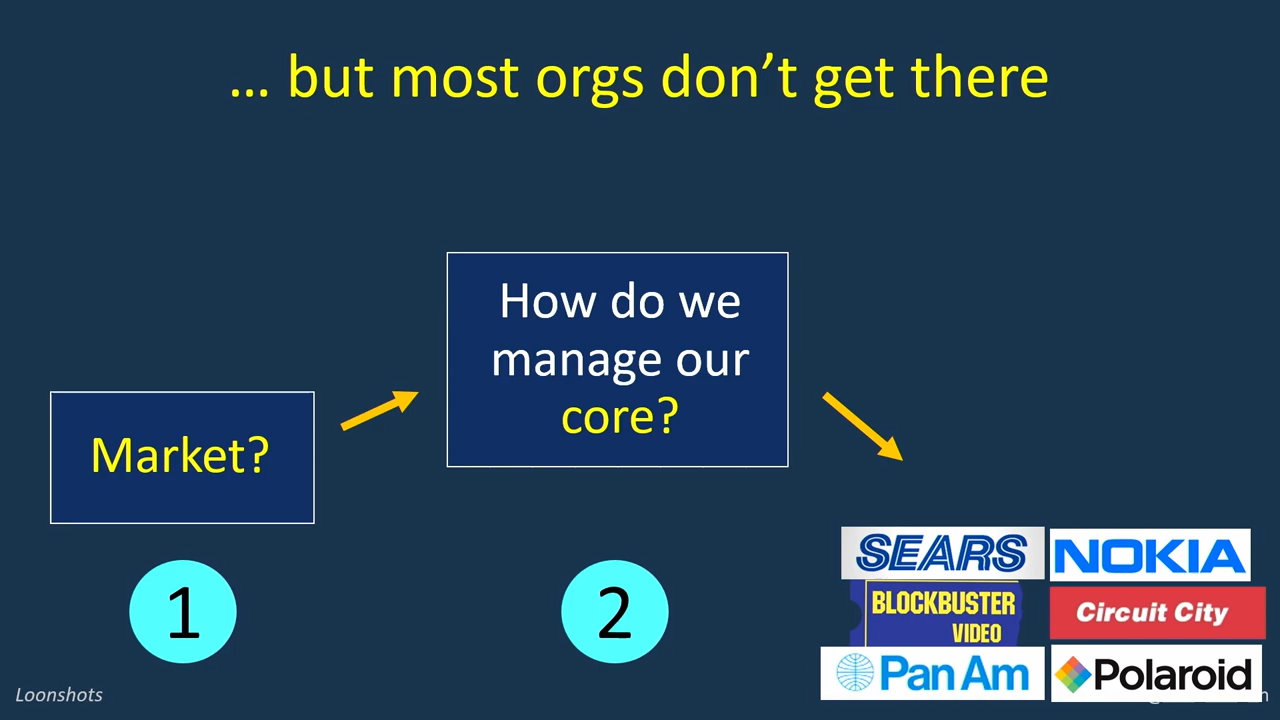 … but most orgs don’t get there
Market?
How do we
manage our
core?
1
2
SEARS
NOKIA
BLOCKBUSTER
VIDEO
Circuit City
Pan Am
Polaroid
Loonshots